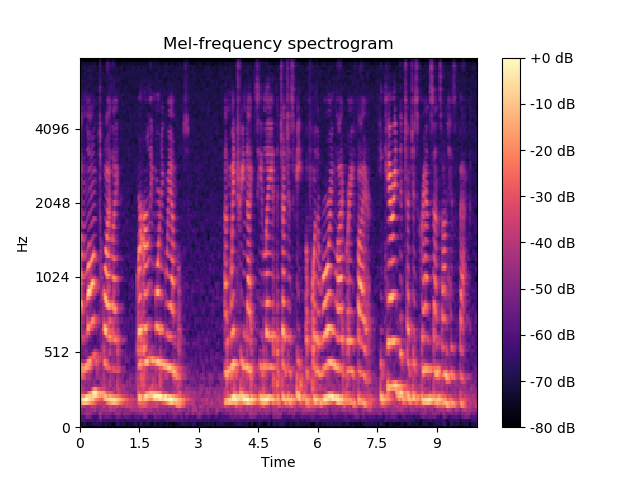 Mel-frequency spectrogram
Hz
4096
2048
1024
512
0
0 1.5 3 4.5 6 7.5 9
Time
+0 dB
-10 dB
-20 dB
-30 dB
-40 dB
-50 dB
-60 dB
-70 dB
-80 dB